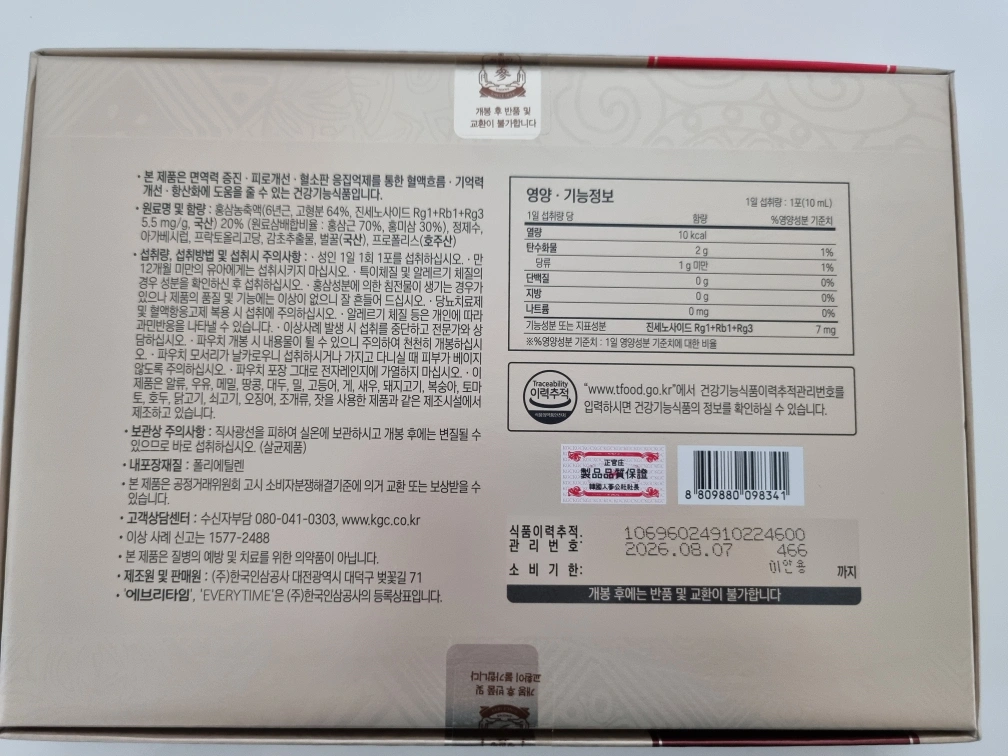 蔘
개봉 후 반품 및
교환이 불가합니다
• 본 제품은 면역력 증진 · 피로개선 · 혈소판 응집억제를 통한 혈액흐름 · 기억력
개선 · 항산화에 도움을 줄 수 있는 건강기능식품입니다.
• 원료명 및 함량 : 홍삼농축액(6년근, 고형분 64%, 진세노사이드 Rg1+Rb1+Rg3
5.5 mg/g, 국산) 20% (원료삼배합비율 : 홍삼근 70%, 홍미삼 30%), 정제수,
아가베시럽, 프락토올리고당, 감초추출물, 벌꿀(국산), 프로폴리스(호주산)
• 섭취량, 섭취방법 및 섭취시 주의사항 : · 성인 1일 1회 1포를 섭취하십시오. · 만
12개월 미만의 유아에게는 섭취시키지 마십시오. · 특이체질 및 알레르기 체질의
경우 성분을 확인하신 후 섭취하십시오. · 홍삼성분에 의한 침전물이 생기는 경우가
있으나 제품의 품질 및 기능에는 이상이 없으니 잘 흔들어 드십시오. · 당뇨치료제
및 혈액항응고제 복용 시 섭취에 주의하십시오. · 알레르기 체질 등은 개인에 따라
과민반응을 나타낼 수 있습니다. · 이상사례 발생 시 섭취를 중단하고 전문가와 상
담하십시오. · 파우치 개봉 시 내용물이 튈 수 있으니 주의하여 천천히 개봉하십시
오. · 파우치 모서리가 날카로우니 섭취하시거나 가지고 다니실 때 피부가 베이지
않도록 주의하십시오. · 파우치 포장 그대로 전자레인지에 가열하지 마십시오. · 이
제품은 알류, 우유, 메밀, 땅콩, 대두, 밀, 고등어, 게, 새우, 돼지고기, 복숭아, 토마
토, 호두, 닭고기, 쇠고기, 오징어, 조개류, 잣을 사용한 제품과 같은 제조시설에서
제조하고 있습니다.
• 보관상 주의사항 : 직사광선을 피하여 실온에 보관하시고 개봉 후에는 변질될 수
있으므로 바로 섭취하십시오. (살균제품)
• 내포장재질 : 폴리에틸렌
• 본 제품은 공정거래위원회 고시 소비자분쟁해결기준에 의거 교환 또는 보상받을 수
있습니다.
• 고객상담센터 : 수신자부담 080-041-0303, www.kgc.co.kr
• 이상 사례 신고는 1577-2488
• 본 제품은 질병의 예방 및 치료를 위한 의약품이 아닙니다.
• 제조원 및 판매원 : (주)한국인삼공사 대전광역시 대덕구 벚꽃길 71
• '에브리타임', 'EVERYTIME'은 (주)한국인삼공사의 등록상표입니다.
영양 · 기능정보
1일 섭취량 : 1포(10 mL)
1일 섭취량 당 함량 %영양성분 기준치
열량 10 kcal
탄수화물 2 g 1%
당류 1 g 미만 1%
단백질 0 g 0%
지방 0 g 0%
나트륨 0 mg 0%
기능성분 또는 지표성분 진세노사이드 Rg1+Rb1+Rg3 7 mg
※%영양성분 기준치 : 1일 영양성분 기준치에 대한 비율
Traceability
이력추적
"www.tfood.go.kr"에서 건강기능식품이력추적관리번호를
입력하시면 건강기능식품의 정보를 확인하실 수 있습니다.
正官庄
製品品質保證
韓國人蔘公社社長
8 809880 098341
식품이력추적 10696024910224600
관리번호 2026.08.07 466
소비기한: 미안용 까지
개봉 후에는 반품 및 교환이 불가합니다
개봉 후 반품 및
교환이 불가합니다